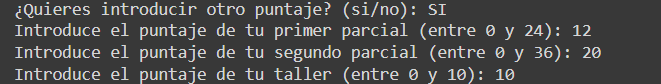 ¿Quieres introducir otro puntaje? (si/no): SI
Introduce el puntaje de tu primer parcial (entre 0 y 24): 12
Introduce el puntaje de tu segundo parcial (entre 0 y 36): 20
Introduce el puntaje de tu taller (entre 0 y 10): 10